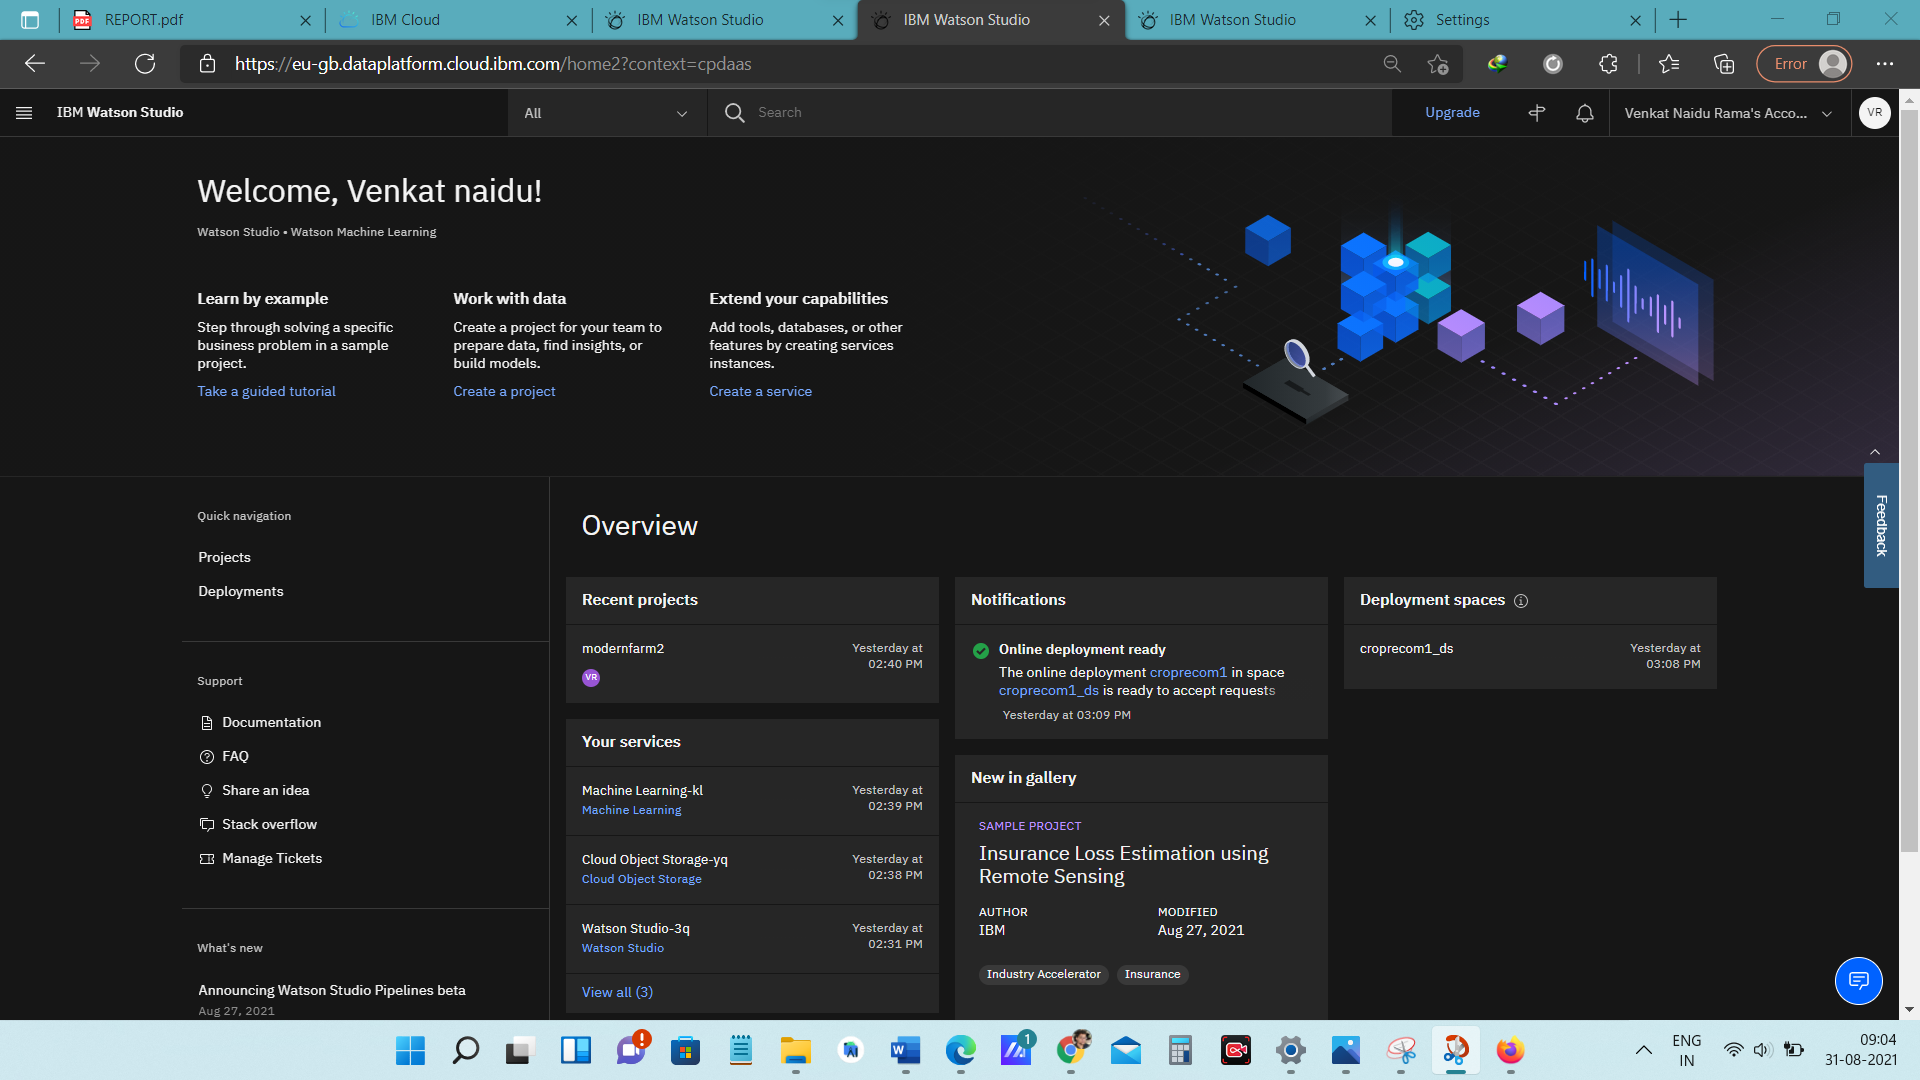 REPORT.pdf
IBM Cloud
IBM Watson Studio
IBM Watson Studio
IBM Watson Studio
Settings
https://eu-gb.dataplatform.cloud.ibm.com/home2?context=cpdaas
Error
IBM Watson Studio
All
Search
Upgrade
Venkat Naidu Rama's Acco...
VR
Welcome, Venkat naidu!
Watson Studio • Watson Machine Learning
Learn by example
Step through solving a specific
business problem in a sample
project.
Take a guided tutorial
Work with data
Create a project for your team to
prepare data, find insights, or
build models.
Create a project
Extend your capabilities
Add tools, databases, or other
features by creating services
instances.
Create a service
Feedback
Quick navigation
Projects
Deployments
Support
Documentation
FAQ
Share an idea
Stack overflow
Manage Tickets
What's new
Announcing Watson Studio Pipelines beta
Aug 27, 2021
Overview
Recent projects
modernfarm2
Yesterday at
02:40 PM
VR
Your services
Machine Learning-kl
Machine Learning
Yesterday at
02:39 PM
Cloud Object Storage-yq
Cloud Object Storage
Yesterday at
02:38 PM
Watson Studio-3q
Watson Studio
Yesterday at
02:31 PM
View all (3)
Notifications
Online deployment ready
The online deployment croprecom1 in space
croprecom1_ds is ready to accept requests
Yesterday at 03:09 PM
New in gallery
SAMPLE PROJECT
Insurance Loss Estimation using
Remote Sensing
AUTHOR
IBM
MODIFIED
Aug 27, 2021
Industry Accelerator
Insurance
Deployment spaces
croprecom1_ds
Yesterday at
03:08 PM
1
ENG
IN
09:04
31-08-2021